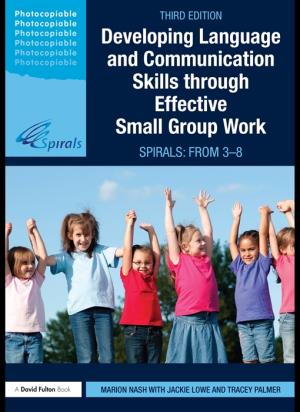 Photocopiable
Photocopiable
Photocopiable
Photocopiable
Photocopiable
Photocopiable
Spirals
THIRD EDITION
Developing Language
and Communication
Skills through
Effective
Small Group Work
SPIRALS: FROM 3–8
A David Fulton Book
MARION NASH WITH JACKIE LOWE AND TRACEY PALMER